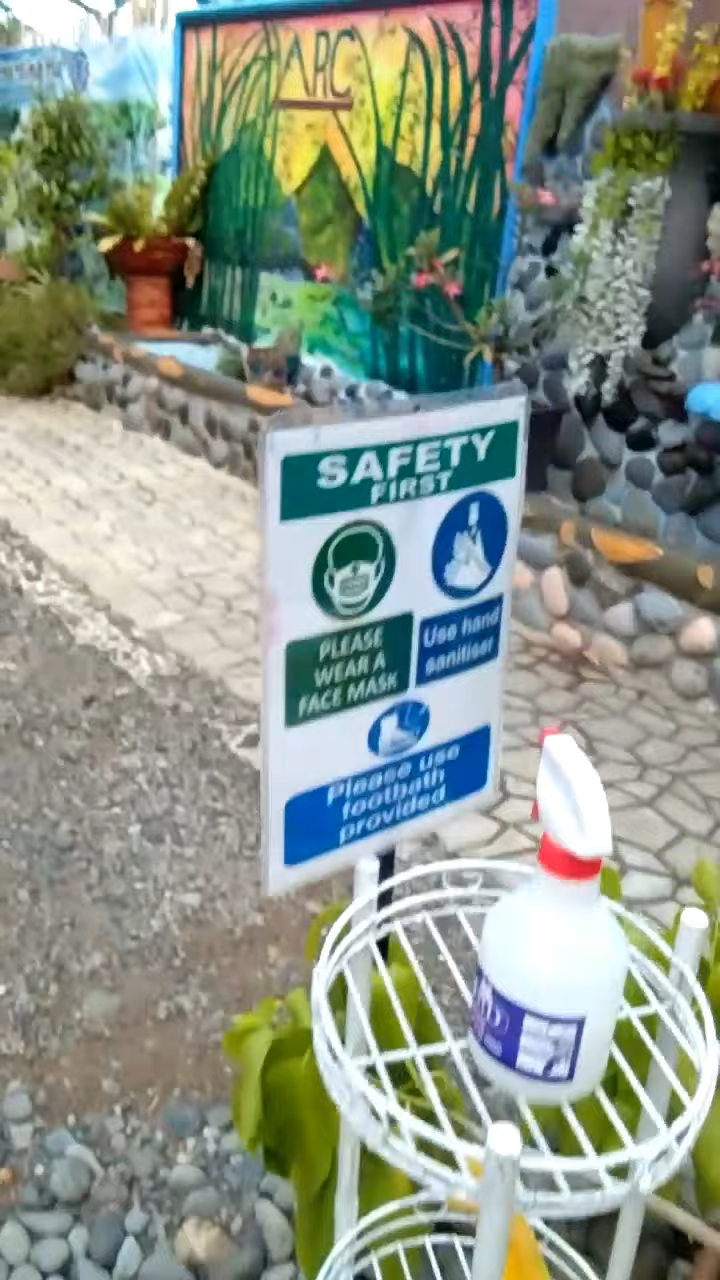 ARC
SAFETY
FIRST
PLEASE
WEAR A
FACE MASK
Use hand
sanitiser
Please use
footbath
provided